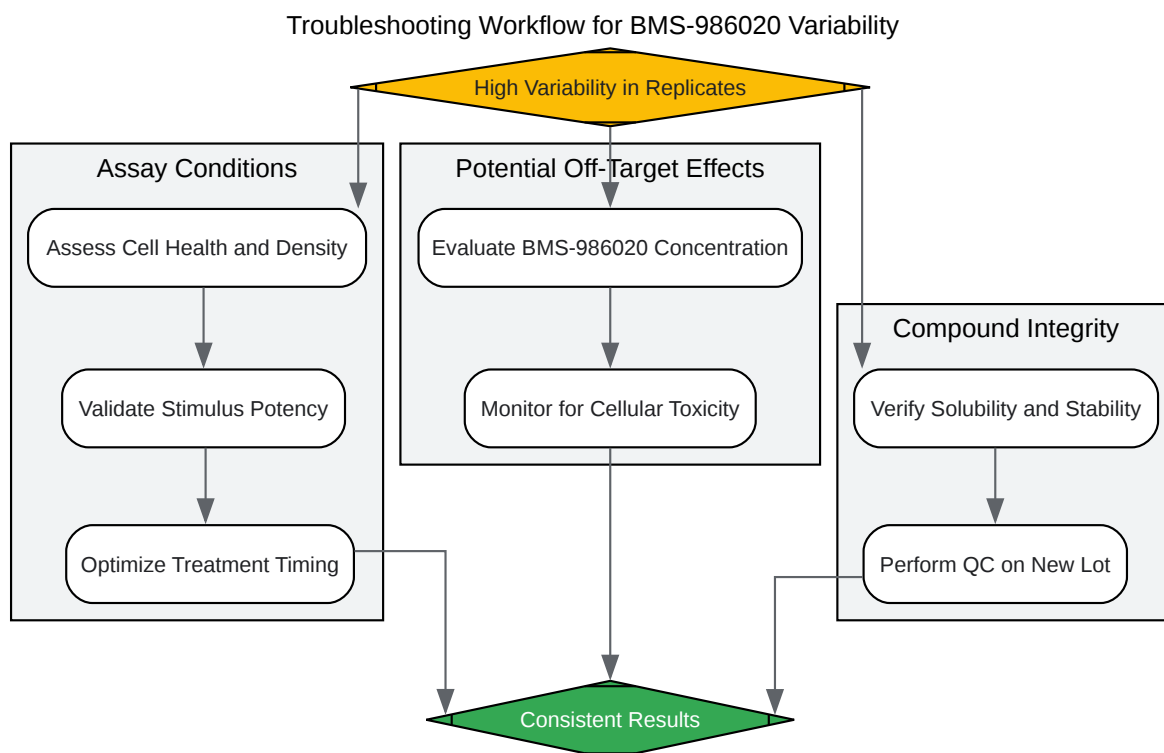 Troubleshooting Workflow for BMS-986020 Variability
High Variability in Replicates
Assay Conditions
Assess Cell Health and Density
Validate Stimulus Potency
Optimize Treatment Timing
Potential Off-Target Effects
Evaluate BMS-986020 Concentration
Monitor for Cellular Toxicity
Compound Integrity
Verify Solubility and Stability
Perform QC on New Lot
Consistent Results